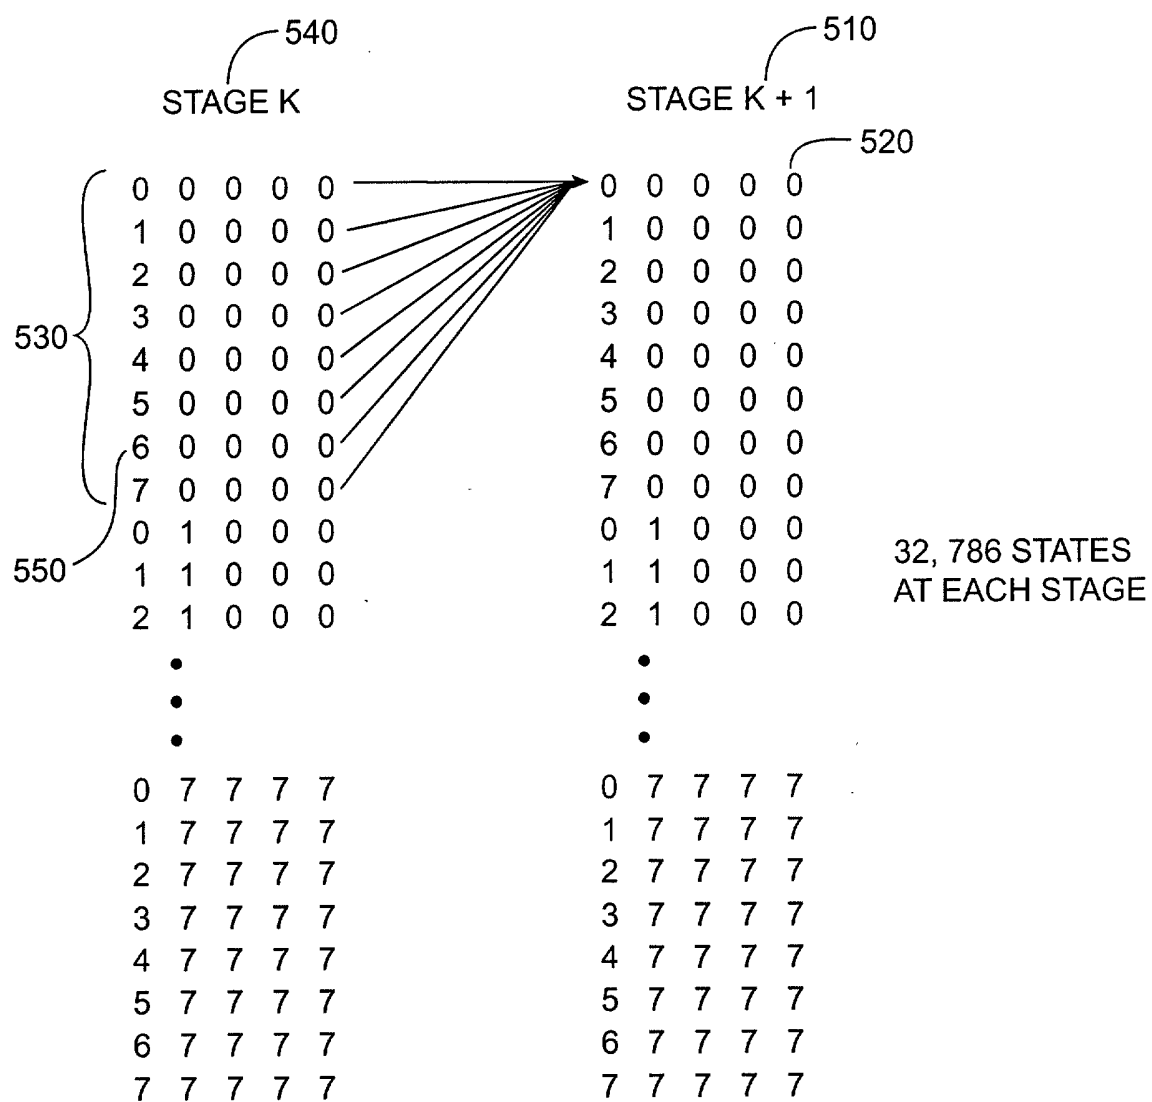 540
510
STAGE K
STAGE K + 1
520
0 0 0 0 0
0 0 0 0 0
1 0 0 0 0
1 0 0 0 0
2 0 0 0 0
2 0 0 0 0
3 0 0 0 0
3 0 0 0 0
530
4 0 0 0 0
4 0 0 0 0
5 0 0 0 0
5 0 0 0 0
6 0 0 0 0
6 0 0 0 0
7 0 0 0 0
7 0 0 0 0
0 1 0 0 0
0 1 0 0 0
550
1 1 0 0 0
1 1 0 0 0
2 1 0 0 0
2 1 0 0 0
32, 786 STATES
AT EACH STAGE
0 7 7 7 7
0 7 7 7 7
1 7 7 7 7
1 7 7 7 7
2 7 7 7 7
2 7 7 7 7
3 7 7 7 7
3 7 7 7 7
4 7 7 7 7
4 7 7 7 7
5 7 7 7 7
5 7 7 7 7
6 7 7 7 7
6 7 7 7 7
7 7 7 7 7
7 7 7 7 7